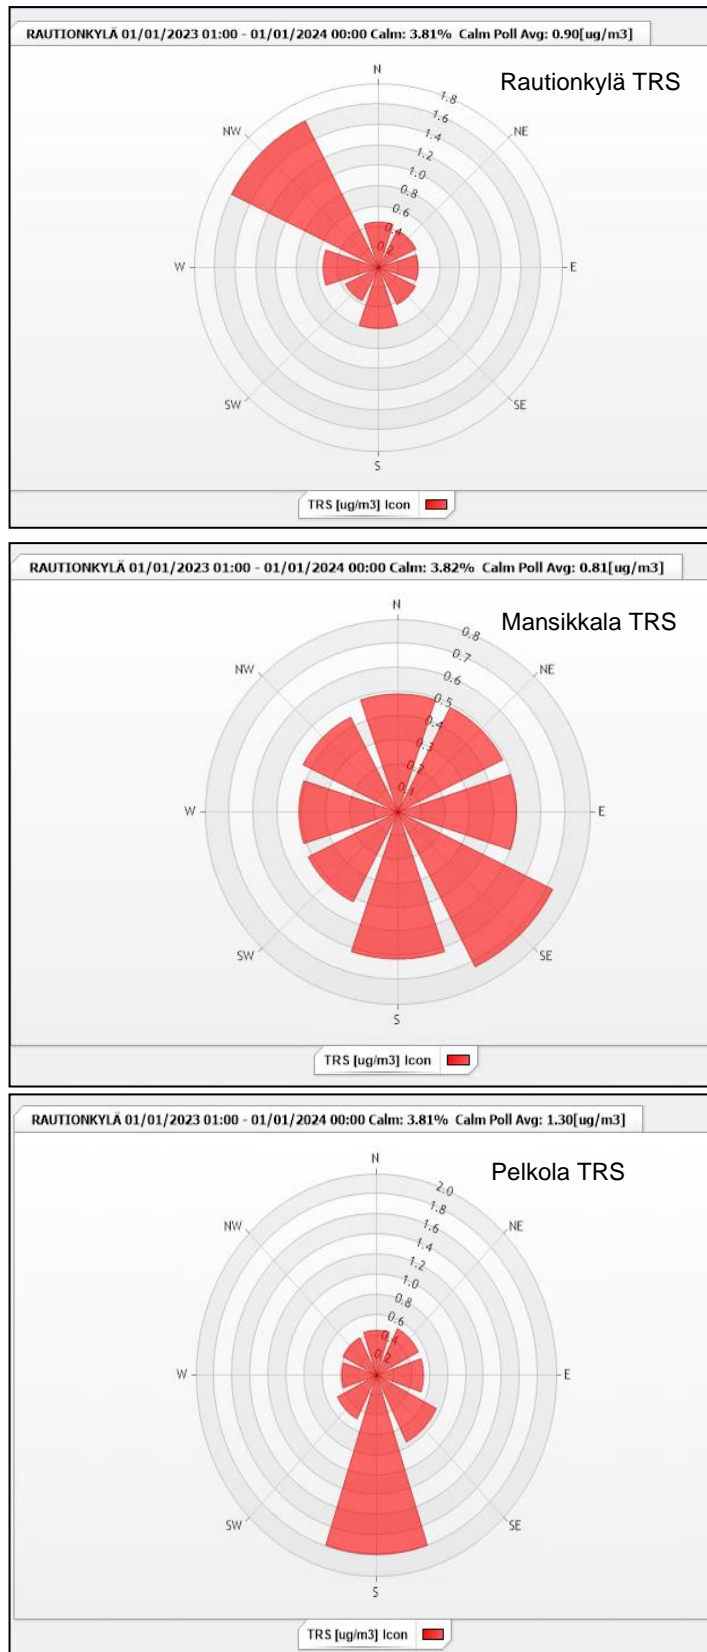 RAUTIONKYLÄ 01/01/2023 01:00 - 01/01/2024 00:00 Calm: 3.81%  Calm Poll Avg: 0.90[ug/m3]
Rautionkylä TRS
N
NE
E
SE
S
SW
W
NW
1.8
1.6
1.4
1.2
1.0
0.8
0.6
0.4
0.2
TRS [ug/m3] Icon
RAUTIONKYLÄ 01/01/2023 01:00 - 01/01/2024 00:00 Calm: 3.82%  Calm Poll Avg: 0.81[ug/m3]
Mansikkala TRS
N
NE
E
SE
S
SW
W
NW
0.8
0.7
0.6
0.5
0.4
0.3
0.2
0.1
TRS [ug/m3] Icon
RAUTIONKYLÄ 01/01/2023 01:00 - 01/01/2024 00:00 Calm: 3.81%  Calm Poll Avg: 1.30[ug/m3]
Pelkola TRS
N
NE
E
SE
S
SW
W
NW
2.0
1.8
1.6
1.4
1.2
1.0
0.8
0.6
0.4
0.2
TRS [ug/m3] Icon